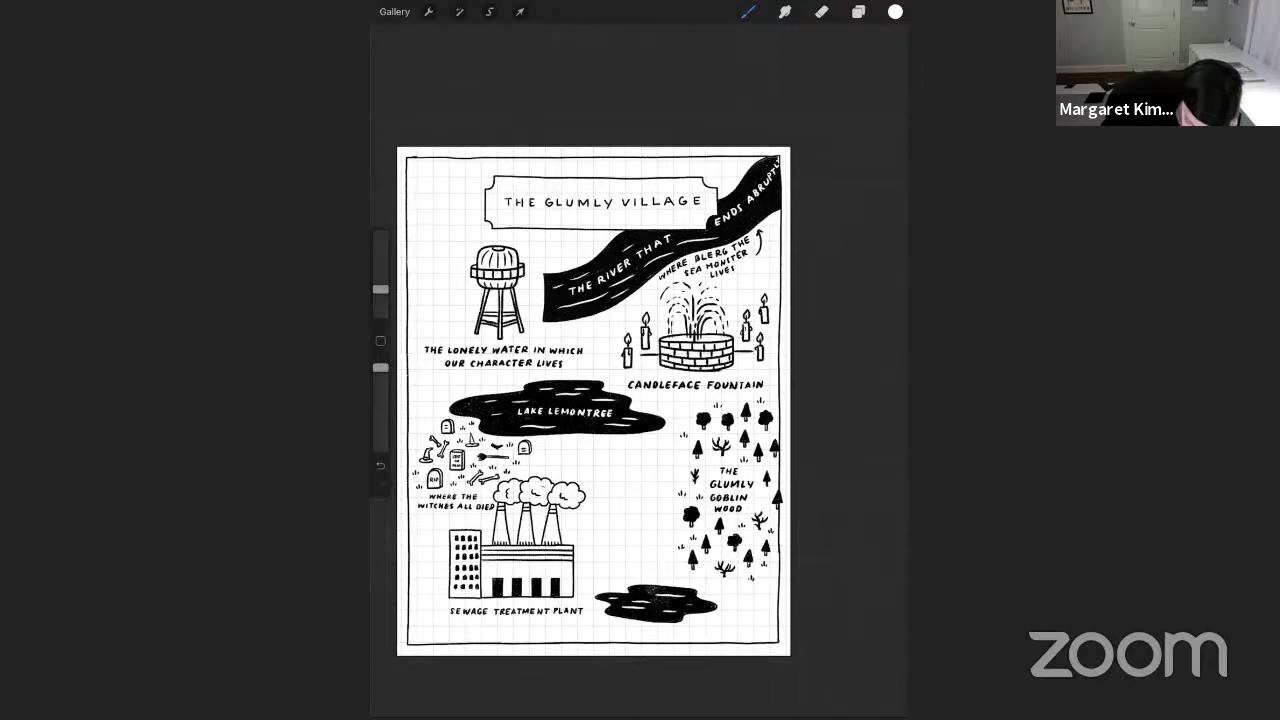 Gallery
Margaret Kim...
THE GLUMLY VILLAGE
THE RIVER THAT ENDS ABRUPTLY
WHERE BLERG THE
SEA MONSTER
LIVES
THE LONELY WATER IN WHICH
OUR CHARACTER LIVES
CANDLEFACE FOUNTAIN
LAKE LEMONTREE
RIP
WHERE THE
WITCHES ALL DIED
THE
GLUMLY
GOBLIN
WOOD
SEWAGE TREATMENT PLANT
zoom